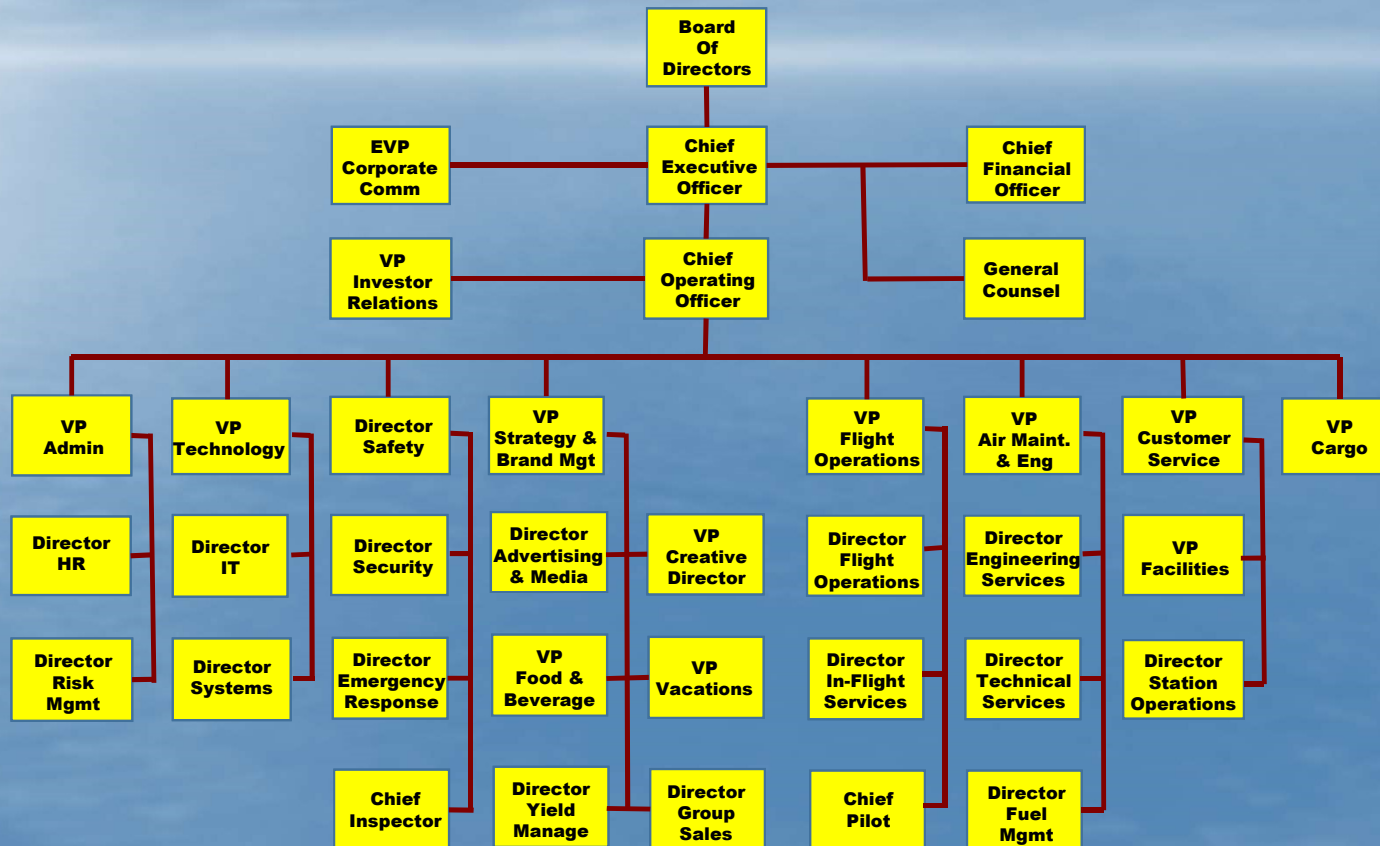 Board
Of
Directors
EVP
Corporate
Comm
Chief
Executive
Officer
Chief
Financial
Officer
VP
Investor
Relations
Chief
Operating
Officer
General
Counsel
VP
Admin
VP
Technology
Director
Safety
VP
Strategy &
Brand Mgt
VP
Flight
Operations
VP
Air Maint.
& Eng
VP
Customer
Service
VP
Cargo
Director
HR
Director
IT
Director
Security
Director
Advertising
& Media
VP
Creative
Director
Director
Flight
Operations
Director
Engineering
Services
VP
Facilities
Director
Risk
Mgmt
Director
Systems
Director
Emergency
Response
VP
Food &
Beverage
VP
Vacations
Director
In-Flight
Services
Director
Technical
Services
Director
Station
Operations
Chief
Inspector
Director
Yield
Manage
Director
Group
Sales
Chief
Pilot
Director
Fuel
Mgmt